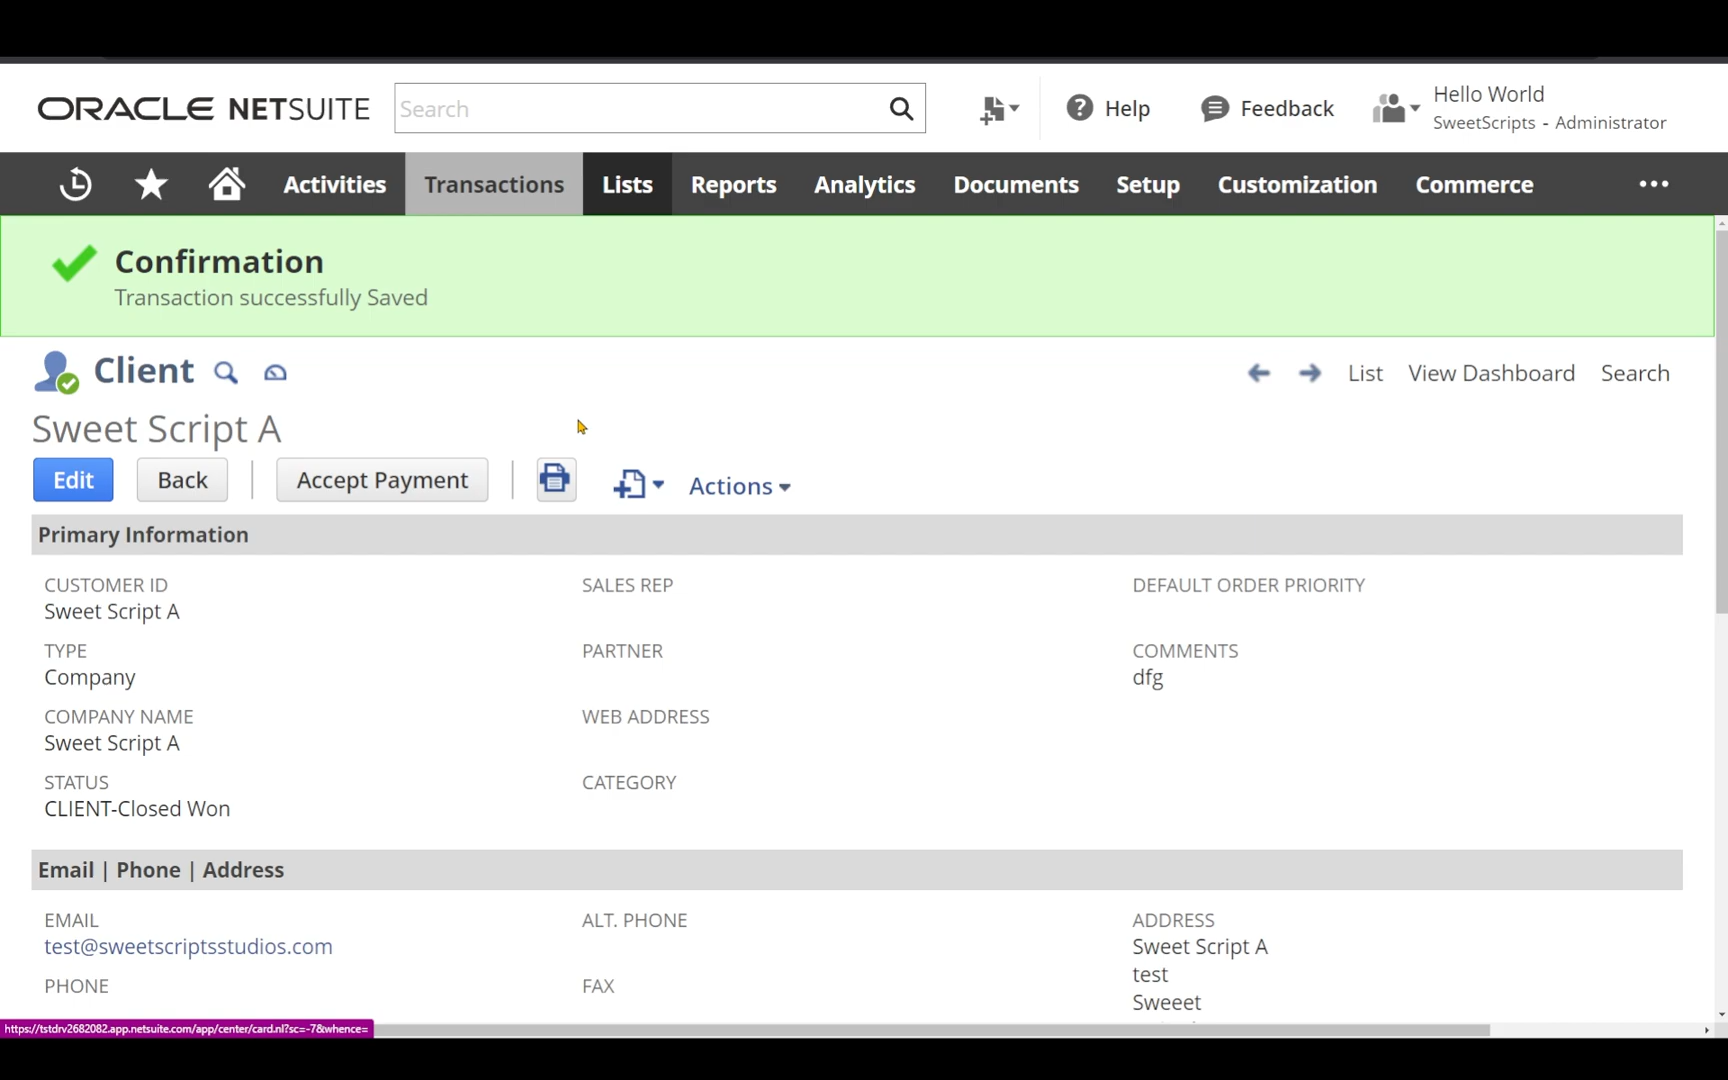 ORACLE NETSUITE
Search
Help
Feedback
Hello World
SweetScripts - Administrator
Activities
Transactions
Lists
Reports
Analytics
Documents
Setup
Customization
Commerce
Confirmation
Transaction successfully Saved
Client
List
View Dashboard
Search
Sweet Script A
Edit
Back
Accept Payment
Actions
Primary Information
CUSTOMER ID
Sweet Script A
TYPE
Company
COMPANY NAME
Sweet Script A
STATUS
CLIENT-Closed Won
SALES REP
PARTNER
WEB ADDRESS
CATEGORY
DEFAULT ORDER PRIORITY
COMMENTS
dfg
Email | Phone | Address
EMAIL
test@sweetscriptsstudios.com
PHONE
ALT. PHONE
FAX
ADDRESS
Sweet Script A
test
Sweeet
https://tstdrv2682082.app.netsuite.com/app/center/card.nl?sc=-7&whence=